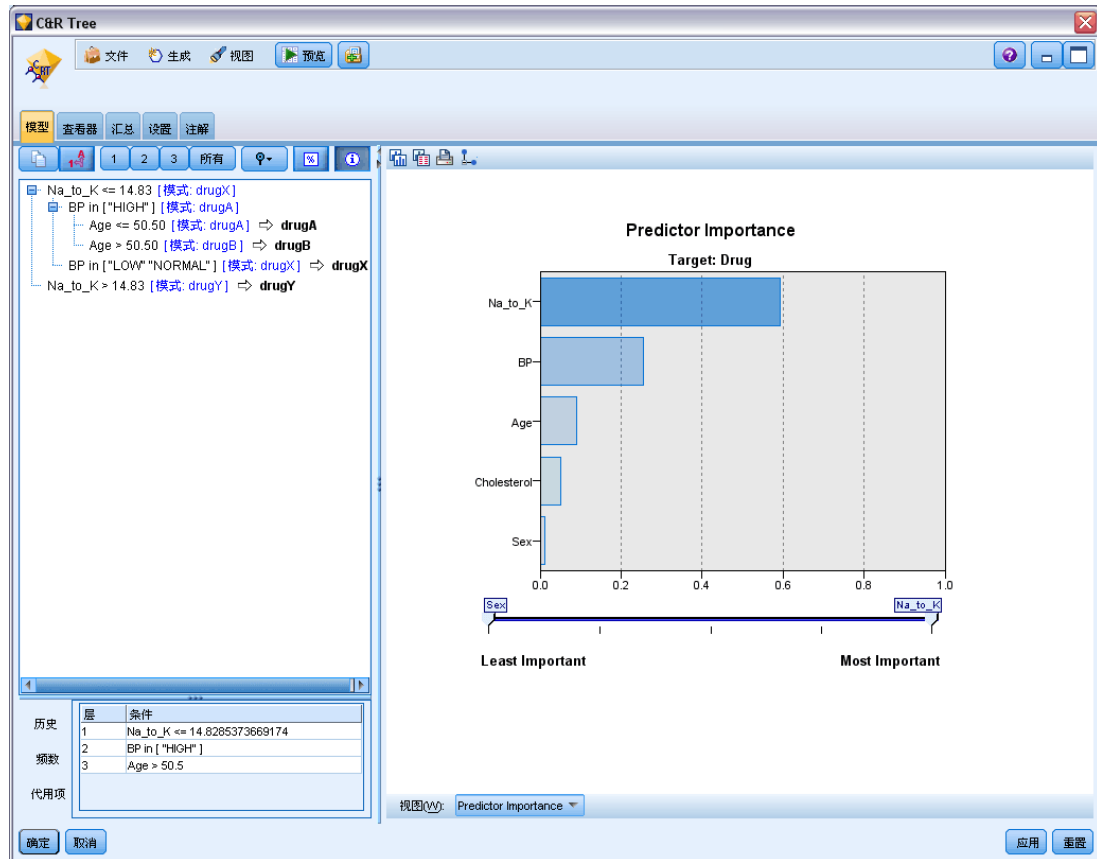 C&R Tree
文件 生成 视图 预览
模型 查看器 汇总 设置 注解
1 2 3 所有 %
Na_to_K <= 14.83 [模式: drugX]
BP in ["HIGH"] [模式: drugA]
Age <= 50.50 [模式: drugA] ⇨ drugA
Age > 50.50 [模式: drugB] ⇨ drugB
BP in ["LOW" "NORMAL"] [模式: drugX] ⇨ drugX
Na_to_K > 14.83 [模式: drugY] ⇨ drugY
历史
频数
代用项
层 条件
1 Na_to_K <= 14.8285373669174
2 BP in [ "HIGH" ]
3 Age > 50.5
Predictor Importance
Target: Drug
Na_to_K
BP
Age
Cholesterol
Sex
0.0 0.2 0.4 0.6 0.8 1.0
Sex Na_to_K
Least Important Most Important
视图(W): Predictor Importance
确定 取消 应用 重置